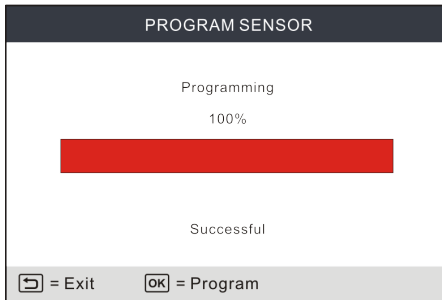 PROGRAM SENSOR
Programming
100%
Successful
= Exit OK = Program